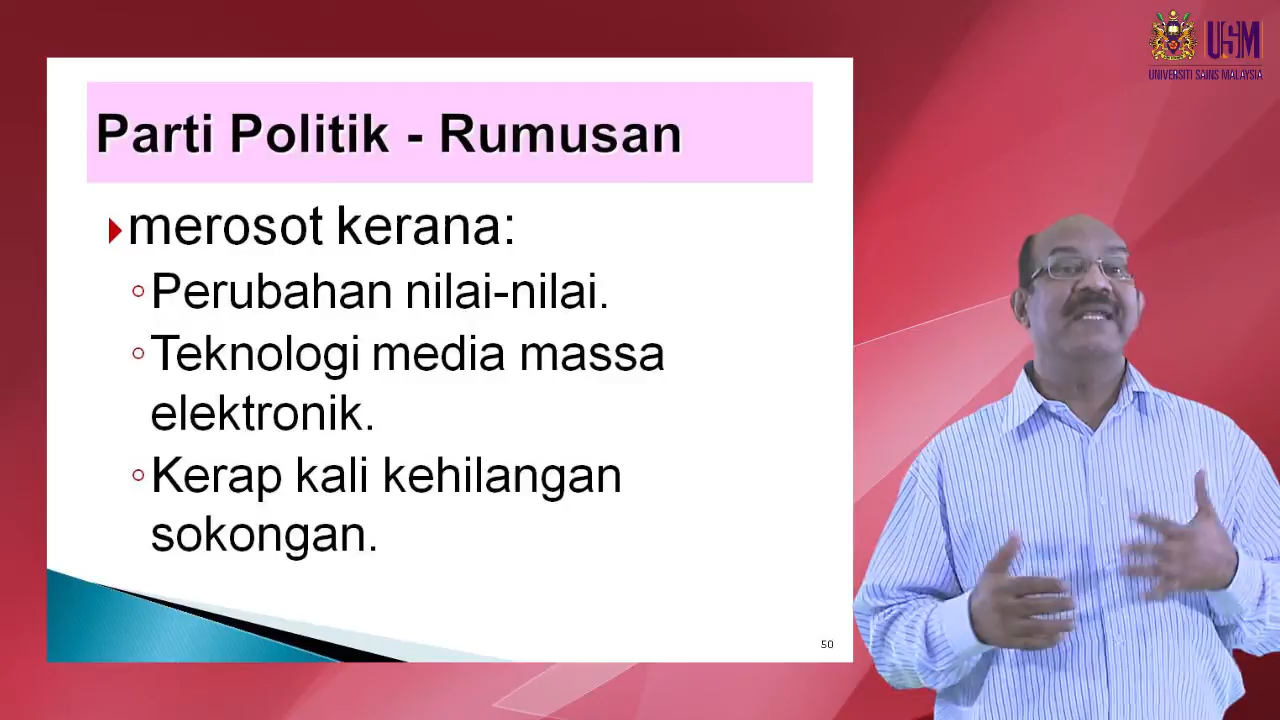 USM
UNIVERSITI SAINS MALAYSIA
Parti Politik - Rumusan
merosot kerana:
Perubahan nilai-nilai.
Teknologi media massa
elektronik.
Kerap kali kehilangan
sokongan.
50